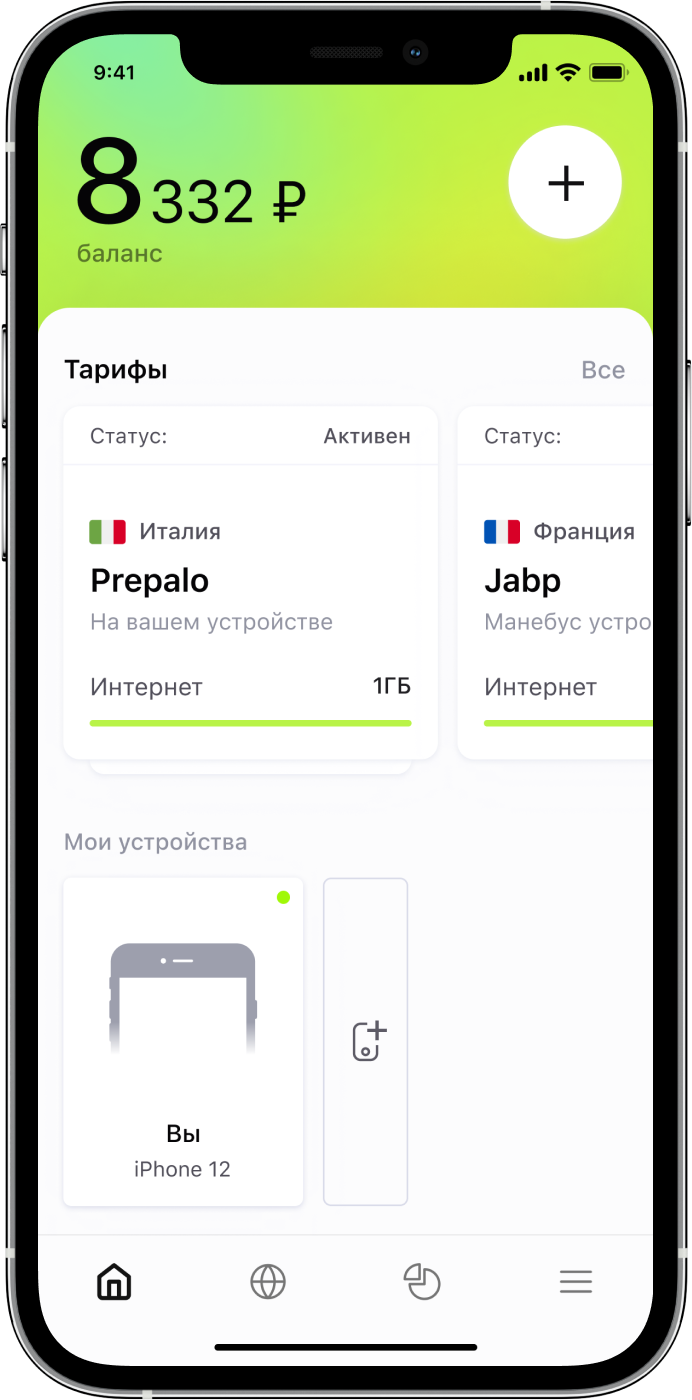 9:41
8 332 ₽
баланс
Тарифы
Все
Статус:
Активен
Италия
Prepalo
На вашем устройстве
Интернет
1ГБ
Статус:
Франция
Jabp
Манебус устро
Интернет
Мои устройства
Вы
iPhone 12